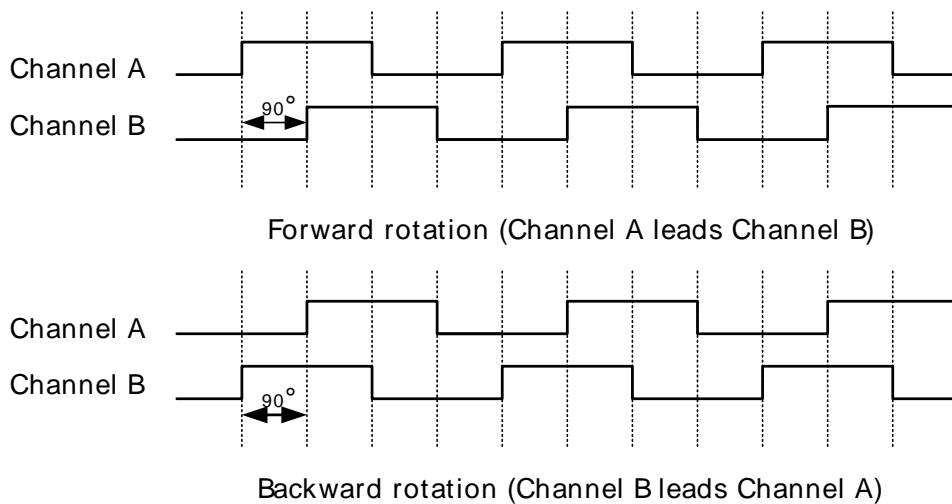 Channel A
90°
Channel B
Forward rotation (Channel A leads Channel B)
Channel A
Channel B
90°
Backward rotation (Channel B leads Channel A)